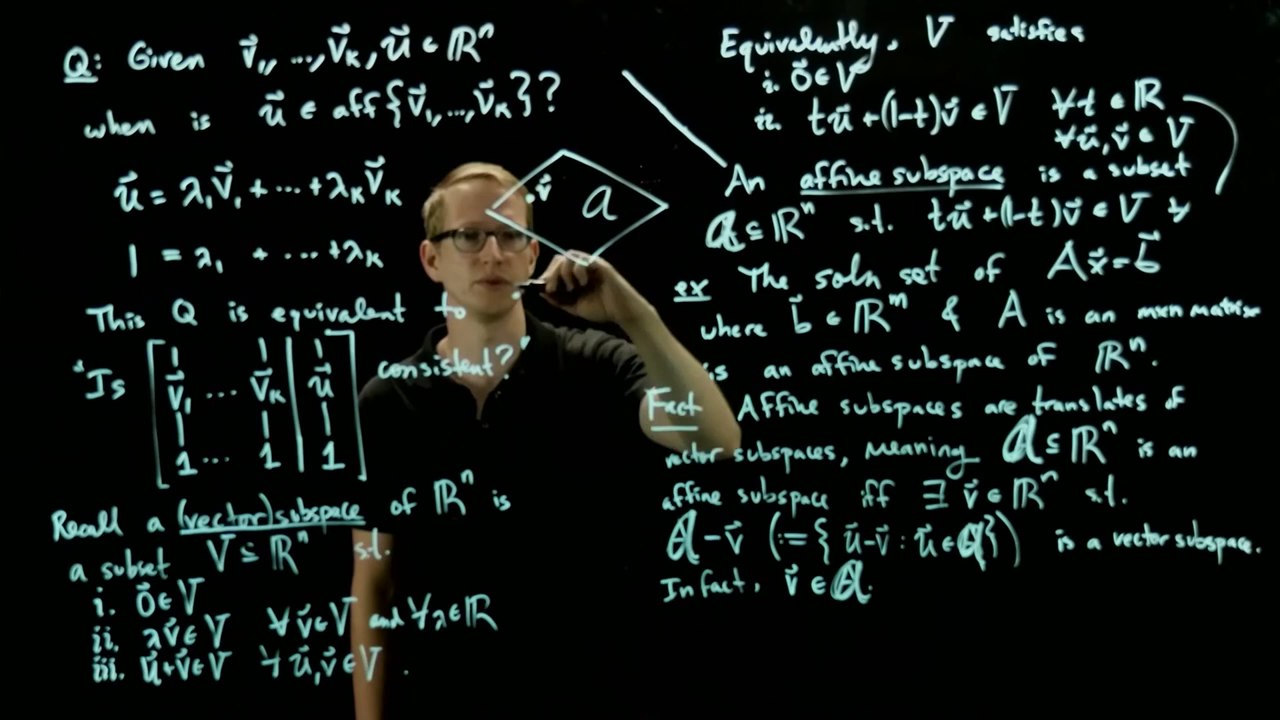 Q: Given v⃗₁, ..., v⃗ₖ, u⃗ ∈ ℝⁿ
when is u⃗ ∈ aff{v⃗₁, ..., v⃗ₖ}??
u⃗ = λ₁v⃗₁ + ⋯ + λₖv⃗ₖ
1 = λ₁ + ⋯ + λₖ
This Q is equivalent to
"Is [ v⃗₁ ... v⃗ₖ | u⃗ ] consistent?"
1 ... 1 | 1
Recall a (vector) subspace of ℝⁿ is
a subset V ⊆ ℝⁿ s.t.
i. 0⃗ ∈ V
ii. λv⃗ ∈ V ∀ v⃗ ∈ V and ∀ λ ∈ ℝ
iii. u⃗+v⃗ ∈ V ∀ u⃗, v⃗ ∈ V.
v⃗ a
Equivalently, V satisfies
i. 0⃗ ∈ V
ii. tu⃗ + (1-t)v⃗ ∈ V ∀ t ∈ ℝ
∀ u⃗, v⃗ ∈ V
An affine subspace is a subset
𝒜 ⊆ ℝⁿ s.t. tu⃗ + (1-t)v⃗ ∈ V ∀
ex The soln set of Ax⃗ = b⃗
where b⃗ ∈ ℝᵐ & A is an m×n matrix
is an affine subspace of ℝⁿ.
Fact Affine subspaces are translates of
vector subspaces, meaning 𝒜 ⊆ ℝⁿ is an
affine subspace iff ∃ v⃗ ∈ ℝⁿ s.t.
𝒜 - v⃗ (:= { u⃗ - v⃗ : u⃗ ∈ 𝒜}) is a vector subspace.
In fact, v⃗ ∈ 𝒜.